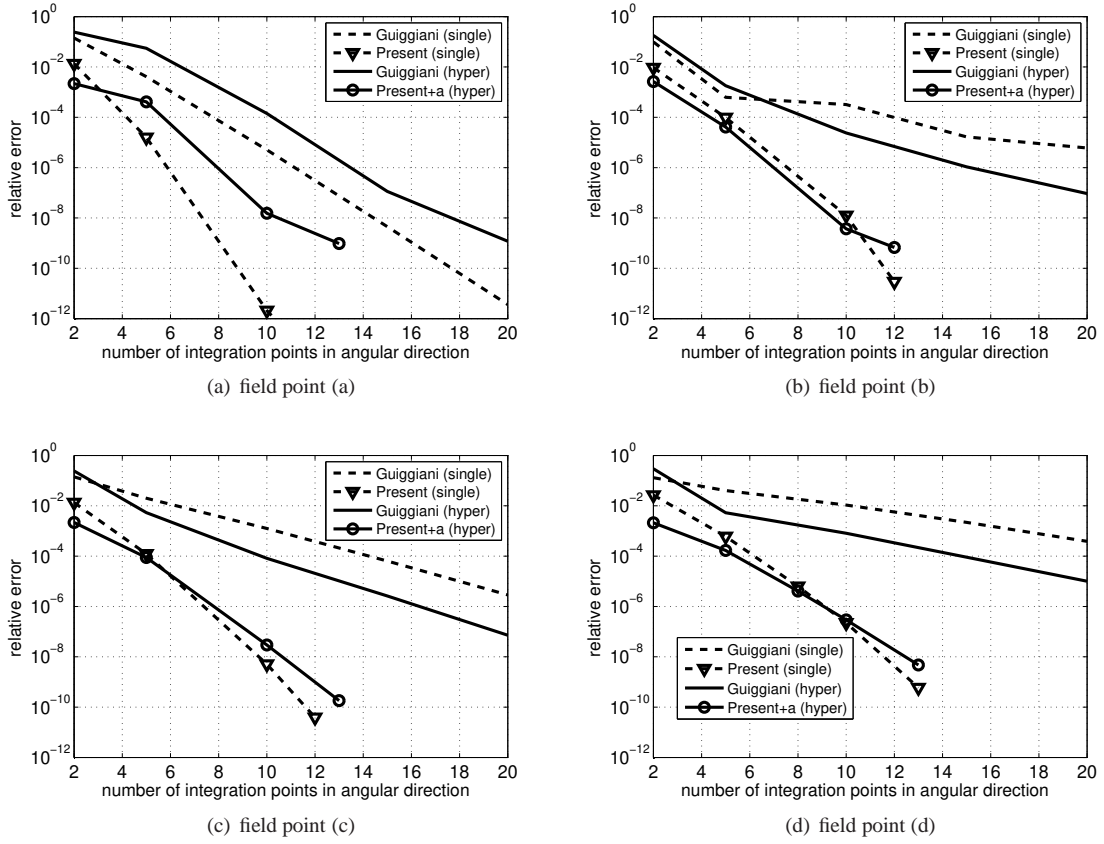 10^0
10^−2
10^−4
10^−6
10^−8
10^−10
10^−12
relative error
2 4 6 8 10 12 14 16 18 20
number of integration points in angular direction
Guiggiani (single)
Present (single)
Guiggiani (hyper)
Present+a (hyper)
(a) field point (a)
10^0
10^−2
10^−4
10^−6
10^−8
10^−10
10^−12
relative error
2 4 6 8 10 12 14 16 18 20
number of integration points in angular direction
Guiggiani (single)
Present (single)
Guiggiani (hyper)
Present+a (hyper)
(b) field point (b)
10^0
10^−2
10^−4
10^−6
10^−8
10^−10
10^−12
relative error
2 4 6 8 10 12 14 16 18 20
number of integration points in angular direction
Guiggiani (single)
Present (single)
Guiggiani (hyper)
Present+a (hyper)
(c) field point (c)
10^0
10^−2
10^−4
10^−6
10^−8
10^−10
10^−12
relative error
2 4 6 8 10 12 14 16 18 20
number of integration points in angular direction
Guiggiani (single)
Present (single)
Guiggiani (hyper)
Present+a (hyper)
(d) field point (d)